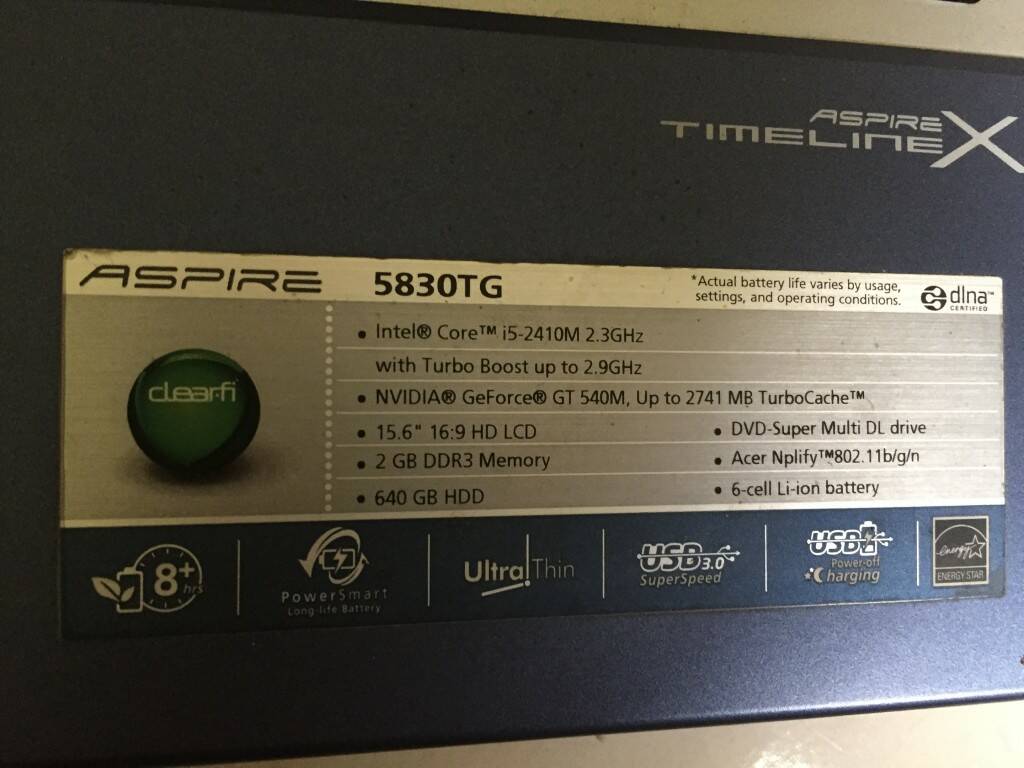 ASPIRE
TIMELINEX
ASPIRE 5830TG
*Actual battery life varies by usage,
settings, and operating conditions.
dlna™
CERTIFIED
clear.fi
• Intel® Core™ i5-2410M 2.3GHz
with Turbo Boost up to 2.9GHz
• NVIDIA® GeForce® GT 540M, Up to 2741 MB TurboCache™
• 15.6" 16:9 HD LCD
• 2 GB DDR3 Memory
• 640 GB HDD
• DVD-Super Multi DL drive
• Acer Nplify™802.11b/g/n
• 6-cell Li-ion battery
8+
hrs
PowerSmart
Long-life Battery
Ultra Thin
USB 3.0
SuperSpeed
USB
Power-off
Charging
energy
ENERGY STAR